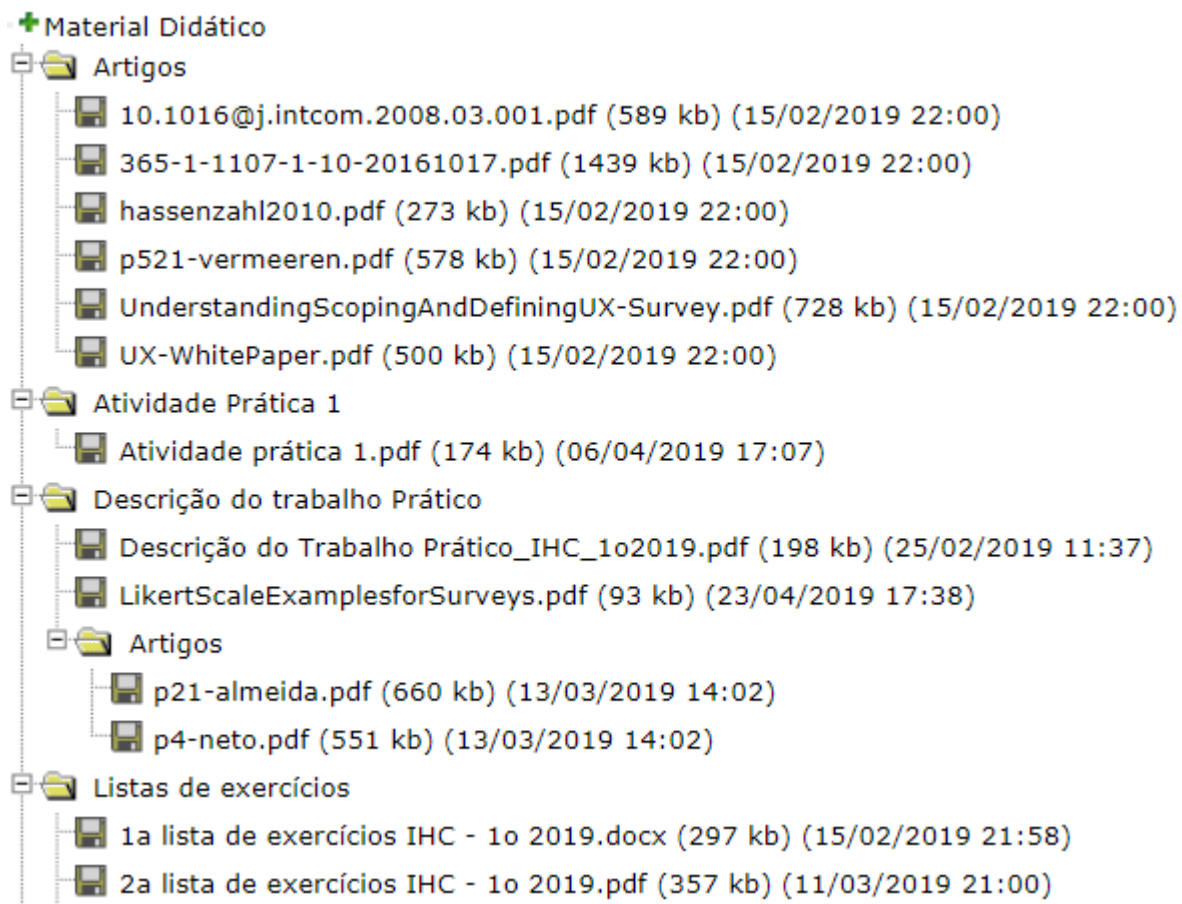 Material Didático
Artigos
10.1016@j.intcom.2008.03.001.pdf (589 kb) (15/02/2019 22:00)
365-1-1107-1-10-20161017.pdf (1439 kb) (15/02/2019 22:00)
hassenzahl2010.pdf (273 kb) (15/02/2019 22:00)
p521-vermeeren.pdf (578 kb) (15/02/2019 22:00)
UnderstandingScopingAndDefiningUX-Survey.pdf (728 kb) (15/02/2019 22:00)
UX-WhitePaper.pdf (500 kb) (15/02/2019 22:00)
Atividade Prática 1
Atividade prática 1.pdf (174 kb) (06/04/2019 17:07)
Descrição do trabalho Prático
Descrição do Trabalho Prático_IHC_1o2019.pdf (198 kb) (25/02/2019 11:37)
LikertScaleExamplesforSurveys.pdf (93 kb) (23/04/2019 17:38)
Artigos
p21-almeida.pdf (660 kb) (13/03/2019 14:02)
p4-neto.pdf (551 kb) (13/03/2019 14:02)
Listas de exercícios
1a lista de exercícios IHC - 1o 2019.docx (297 kb) (15/02/2019 21:58)
2a lista de exercícios IHC - 1o 2019.pdf (357 kb) (11/03/2019 21:00)